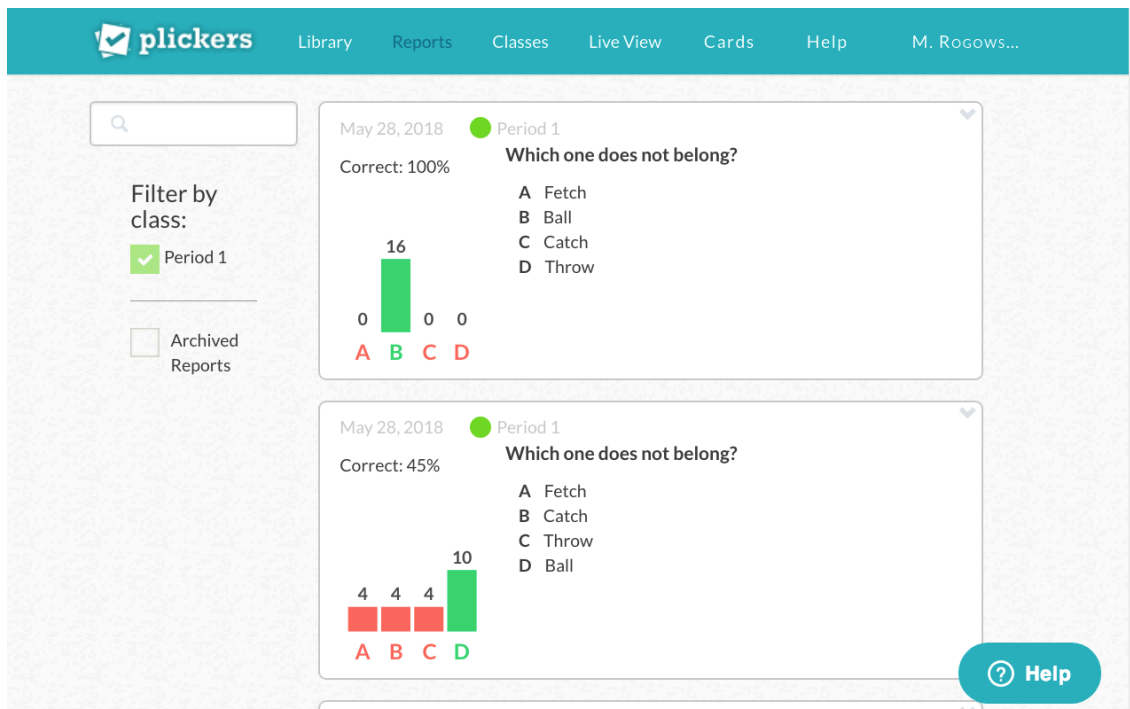 plickers Library Reports Classes Live View Cards Help M. Rogows...
Filter by
class:
Period 1
Archived
Reports
May 28, 2018 Period 1
Which one does not belong?
Correct: 100%
A Fetch
B Ball
C Catch
D Throw
16
0 0 0
A B C D
May 28, 2018 Period 1
Which one does not belong?
Correct: 45%
A Fetch
B Catch
C Throw
D Ball
10
4 4 4
A B C D
Help